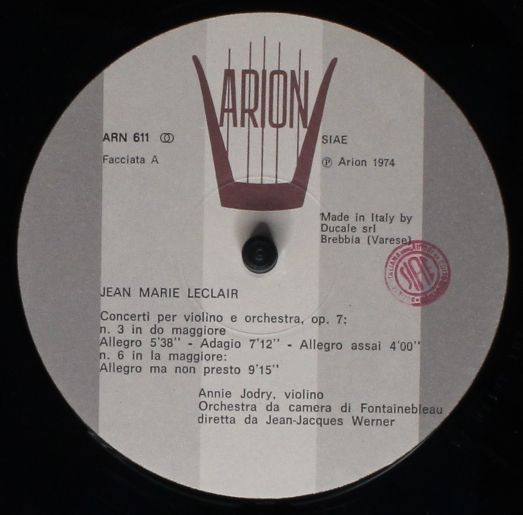 ARION
ARN 611
SIAE
Facciata A
Ⓟ Arion 1974
Made in Italy by
Ducale srl
Brebbia (Varese)
SIAE
JEAN MARIE LECLAIR
Concerti per violino e orchestra, op. 7:
n. 3 in do maggiore
Allegro 5'38'' - Adagio 7'12'' - Allegro assai 4'00''
n. 6 in la maggiore:
Allegro ma non presto 9'15''
Annie Jodry, violino
Orchestra da camera di Fontainebleau
diretta da Jean-Jacques Werner